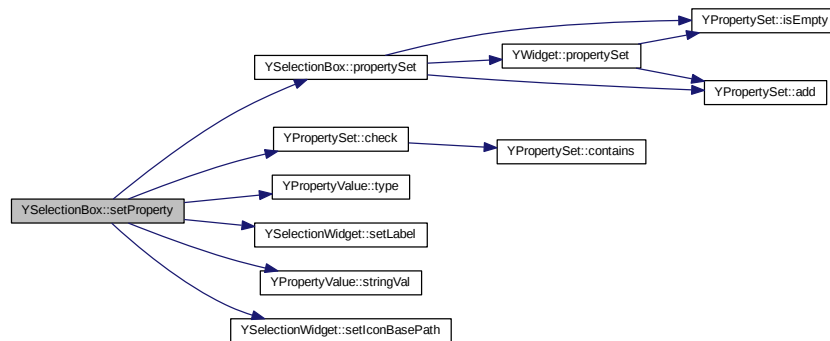 YPropertySet::isEmpty
YWidget::propertySet
YSelectionBox::propertySet
YPropertySet::add
YPropertySet::check
YPropertySet::contains
YPropertyValue::type
YSelectionBox::setProperty
YSelectionWidget::setLabel
YPropertyValue::stringVal
YSelectionWidget::setIconBasePath